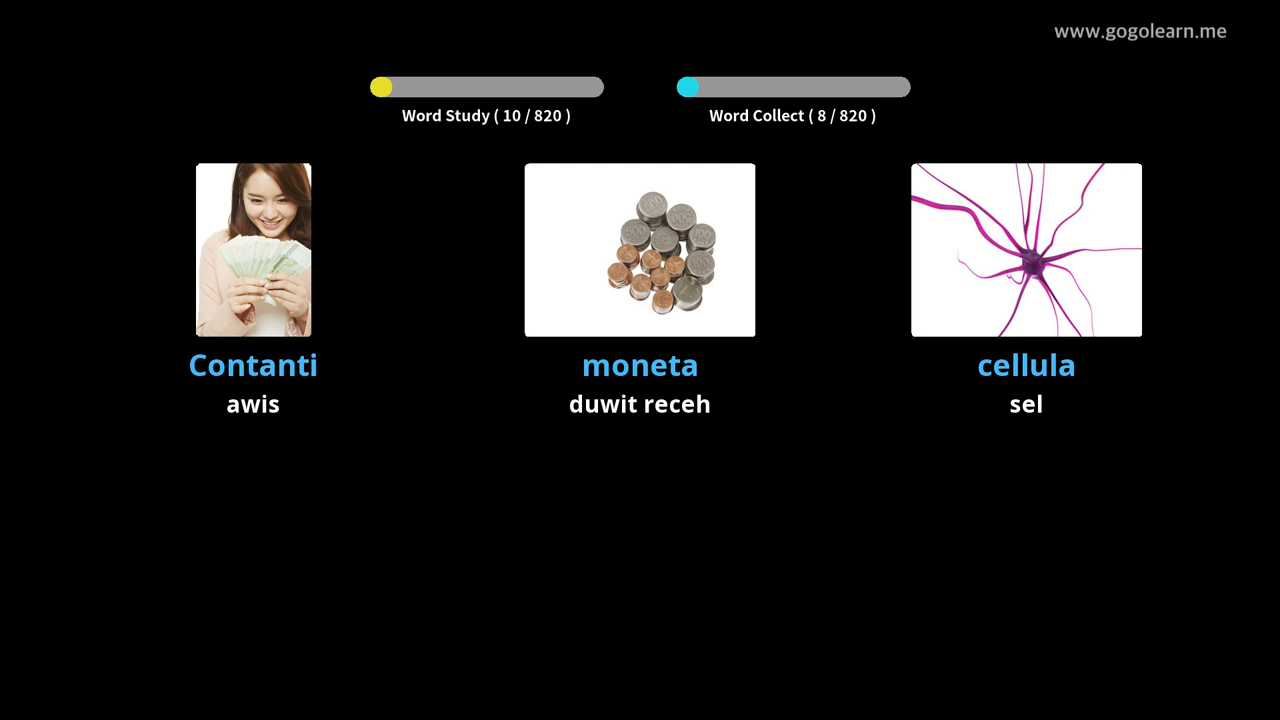 www.gogolearn.me
Word Study ( 10 / 820 )
Word Collect ( 8 / 820 )
Contanti
awis
moneta
duwit receh
cellula
sel